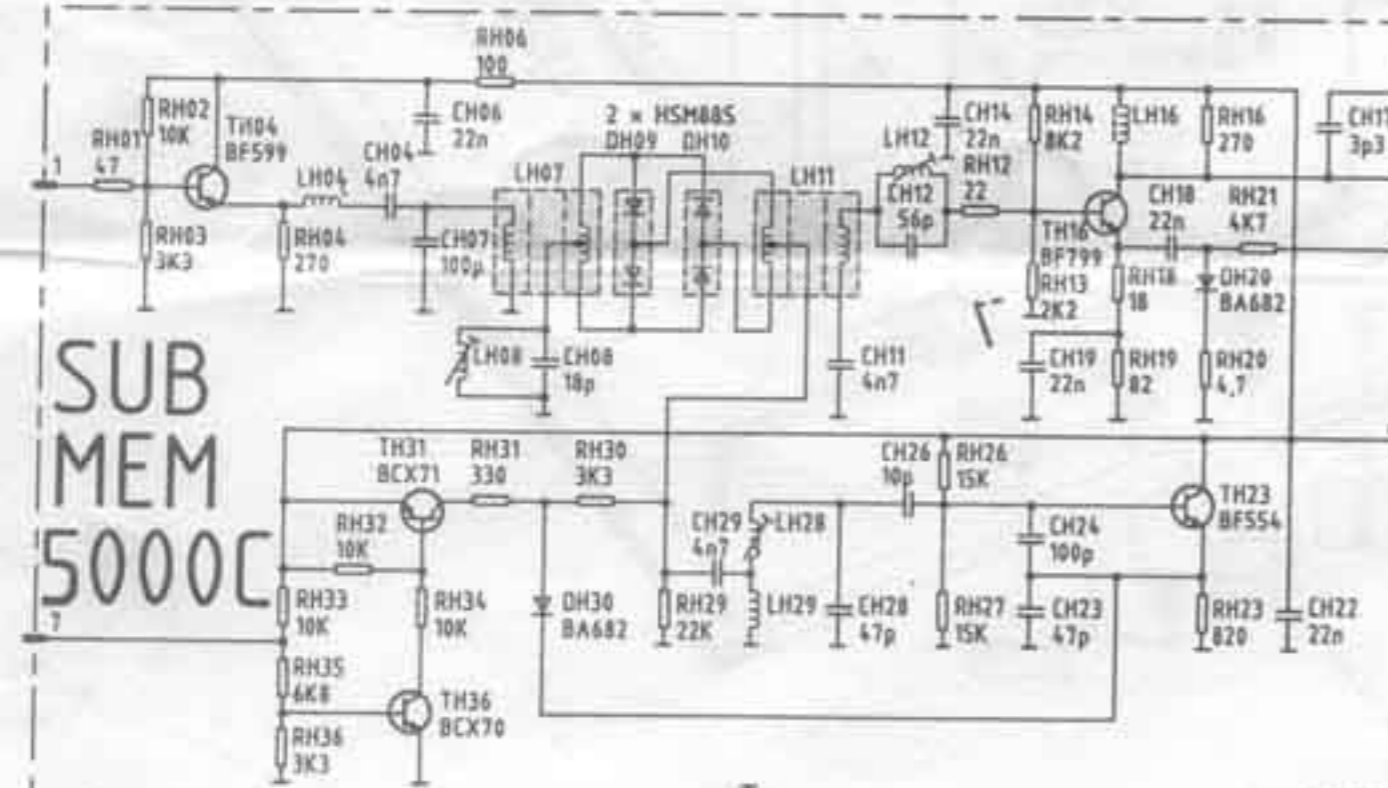 RH06
100
RH02
10K
RH01
47
1
TH04
BF599
CH06
22n
2 × HSM88S
DH09
DH10
CH04
4n7
LH04
LH07
LH11
LH12
CH14
22n
RH14
8K2
LH16
RH16
270
CH17
3p3
RH12
22
CH12
56p
CH18
22n
RH21
4K7
RH03
3K3
RH04
270
CH07
100p
TH16
BF799
RH13
2K2
RH18
18
DH20
BA682
LH08
CH08
18p
CH11
4n7
CH19
22n
RH19
82
RH20
4,7
SUB
MEM
5000C
TH31
BCX71
RH31
330
RH30
3K3
CH26
10p
RH26
15K
TH23
BF554
RH32
10K
CH29
4n7
LH28
CH24
100p
RH33
10K
RH34
10K
DH30
BA682
RH29
22K
LH29
CH28
47p
RH27
15K
CH23
47p
RH23
820
CH22
22n
7
RH35
6K8
TH36
BCX70
RH36
3K3